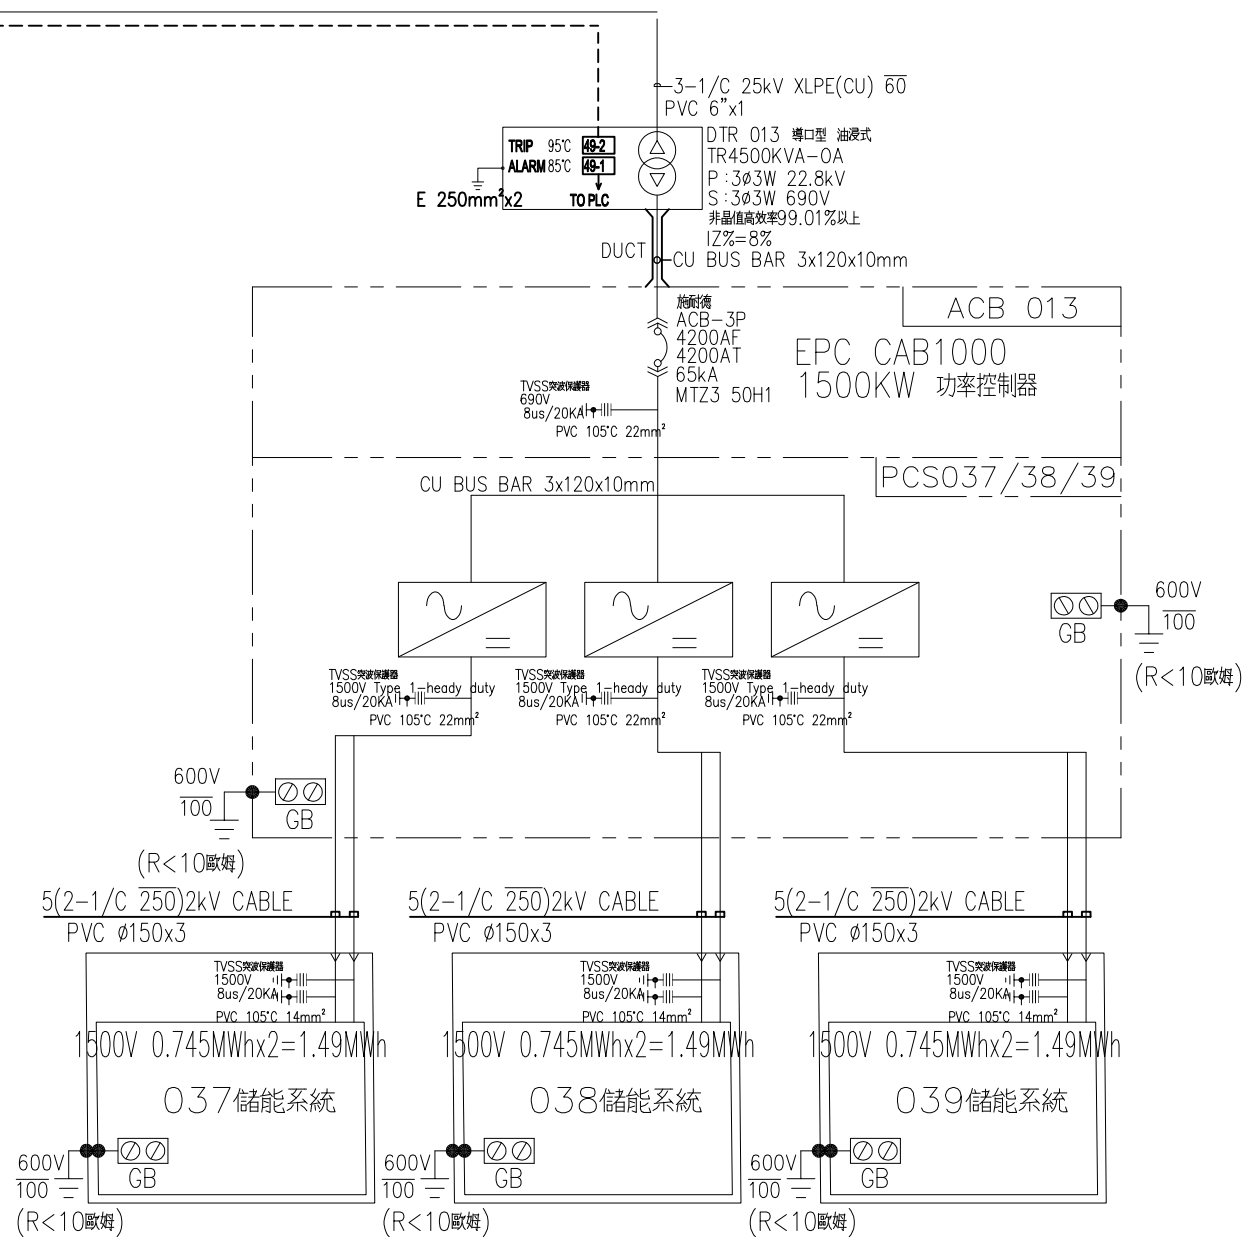 3-1/C 25kV XLPE(CU) 60
PVC 6"x1
DTR 013 導口型 油浸式
TR4500KVA-OA
P:3ø3W 22.8kV
S:3ø3W 690V
非晶值高效率99.01%以上
IZ%=8%
TRIP 95°C 49-2
ALARM 85°C 49-1
TO PLC
E 250mm²x2
DUCT
CU BUS BAR 3x120x10mm
施耐德
ACB-3P
4200AF
4200AT
65kA
MTZ3 50H1
ACB 013
EPC CAB1000
1500KW 功率控制器
TVSS突波保護器
690V
8us/20KA
PVC 105°C 22mm²
PCS037/38/39
CU BUS BAR 3x120x10mm
600V
100
GB
(R<10歐姆)
TVSS突波保護器
1500V Type 1-heady duty
8us/20KA
PVC 105°C 22mm²
TVSS突波保護器
1500V Type 1-heady duty
8us/20KA
PVC 105°C 22mm²
TVSS突波保護器
1500V Type 1-heady duty
8us/20KA
PVC 105°C 22mm²
600V
100
GB
(R<10歐姆)
5(2-1/C 250)2kV CABLE
PVC ø150x3
5(2-1/C 250)2kV CABLE
PVC ø150x3
5(2-1/C 250)2kV CABLE
PVC ø150x3
TVSS突波保護器
1500V
8us/20KA
PVC 105°C 14mm²
1500V 0.745MWhx2=1.49MWh
037儲能系統
600V
100
GB
(R<10歐姆)
TVSS突波保護器
1500V
8us/20KA
PVC 105°C 14mm²
1500V 0.745MWhx2=1.49MWh
038儲能系統
600V
100
GB
(R<10歐姆)
TVSS突波保護器
1500V
8us/20KA
PVC 105°C 14mm²
1500V 0.745MWhx2=1.49MWh
039儲能系統
600V
100
GB
(R<10歐姆)